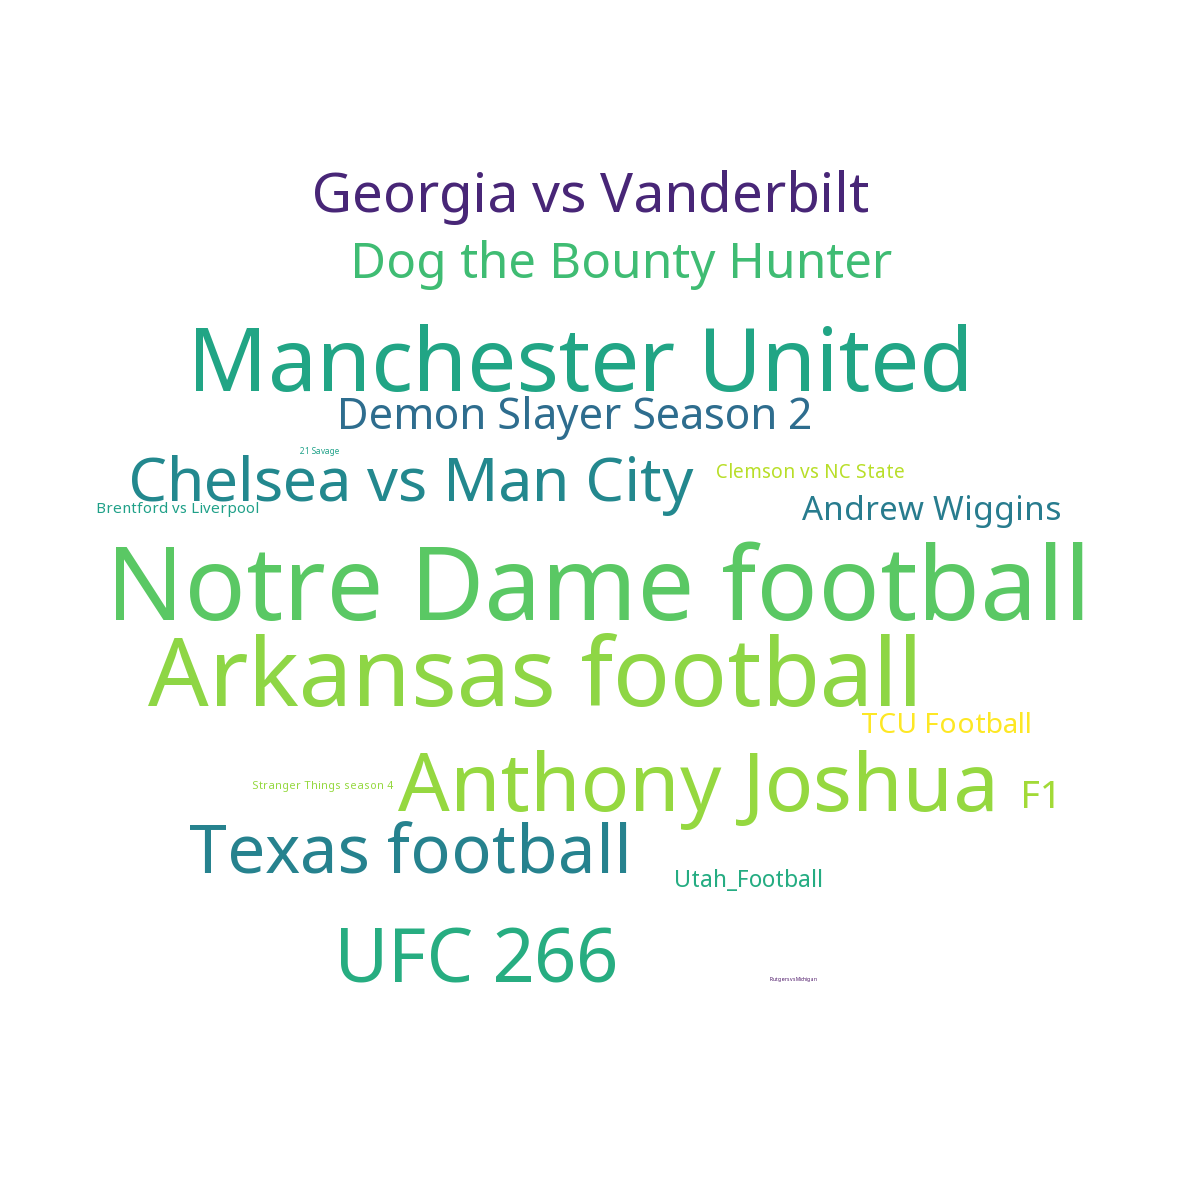 Georgia vs Vanderbilt
Dog the Bounty Hunter
Manchester United
Demon Slayer Season 2
21 Savage
Chelsea vs Man City
Clemson vs NC State
Brentford vs Liverpool
Andrew Wiggins
Notre Dame football
Arkansas football
TCU Football
Stranger Things season 4
Anthony Joshua
F1
Texas football
Utah_Football
UFC 266
Rutgers vs Michigan